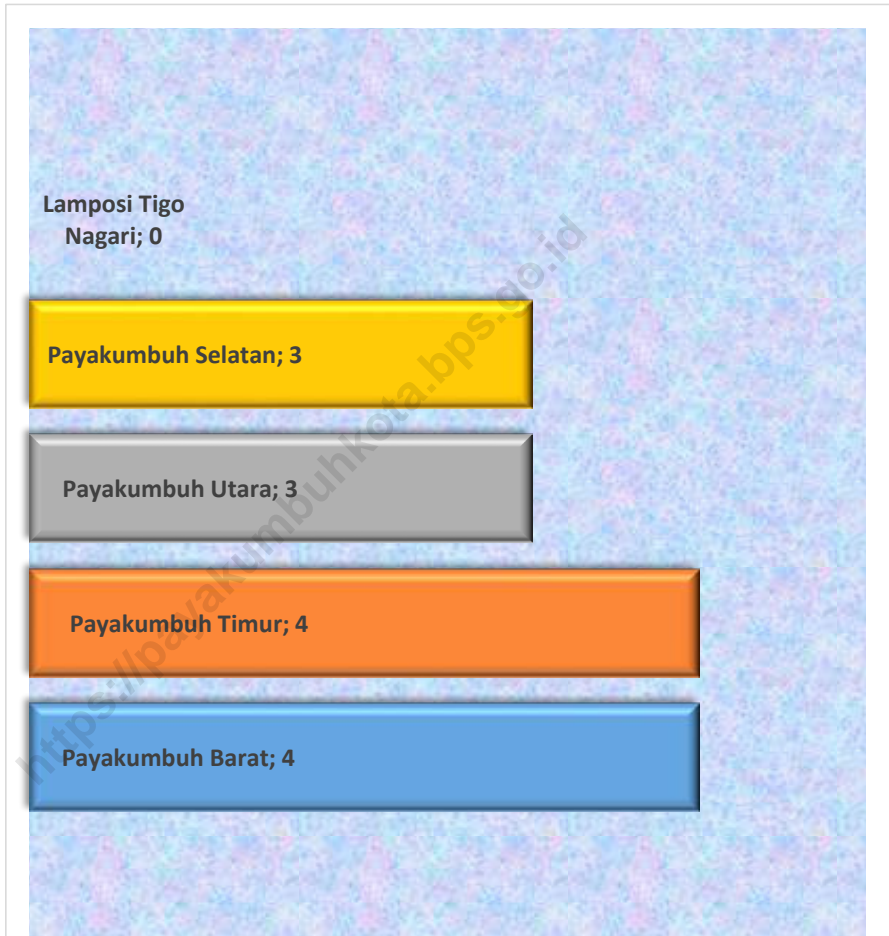 Lamposi Tigo
Nagari; 0
Payakumbuh Selatan; 3
Payakumbuh Utara; 3
Payakumbuh Timur; 4
Payakumbuh Barat; 4
https://payakumbuhkota.bps.go.id